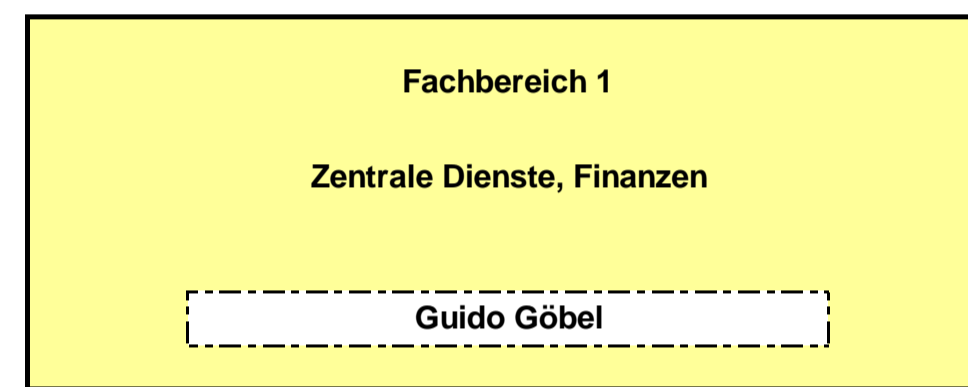 Fachbereich 1
Zentrale Dienste, Finanzen
Guido Göbel